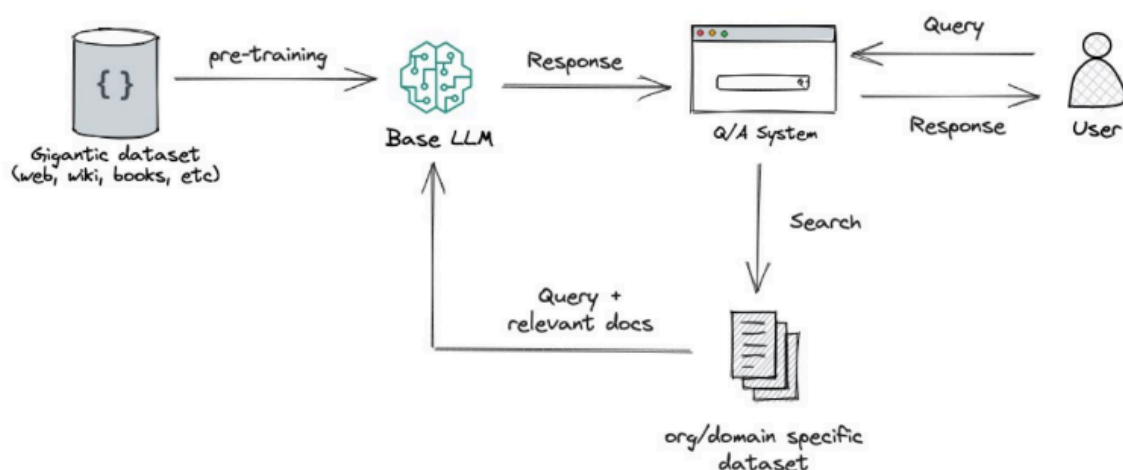 Query
pre-training
Response
{ }
Base LLM
Q/A System
Response
User
Gigantic dataset
(web, wiki, books, etc)
Search
Query +
relevant docs
org/domain specific
dataset